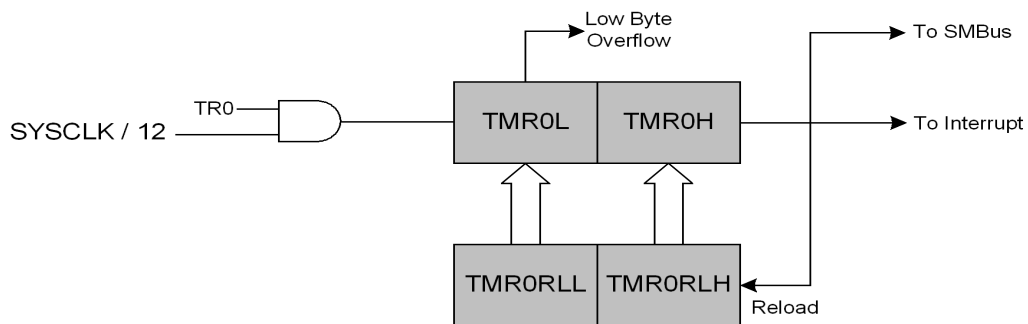 Low Byte
Overflow
To SMBus
TR0
SYSCLK / 12
TMR0L
TMR0H
To Interrupt
TMR0RLL
TMR0RLH
Reload